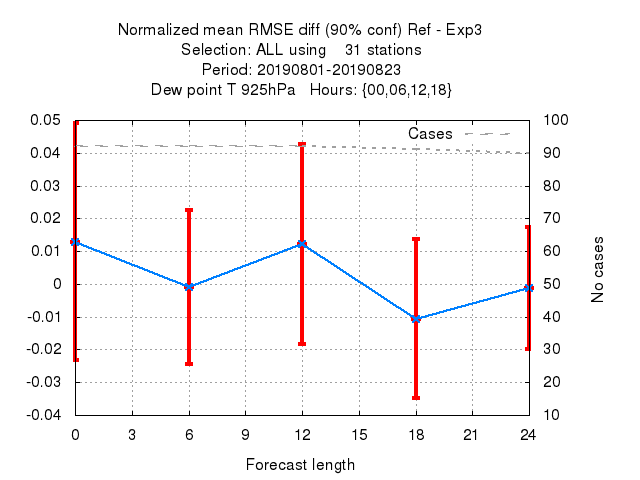 Normalized mean RMSE diff (90% conf) Ref - Exp3
Selection: ALL using 31 stations
Period: 20190801-20190823
Dew point T 925hPa Hours: {00,06,12,18}
Cases
0.05
0.04
0.03
0.02
0.01
0
-0.01
-0.02
-0.03
-0.04
100
90
80
70
60
50
40
30
20
10
No cases
0 3 6 9 12 15 18 21 24
Forecast length